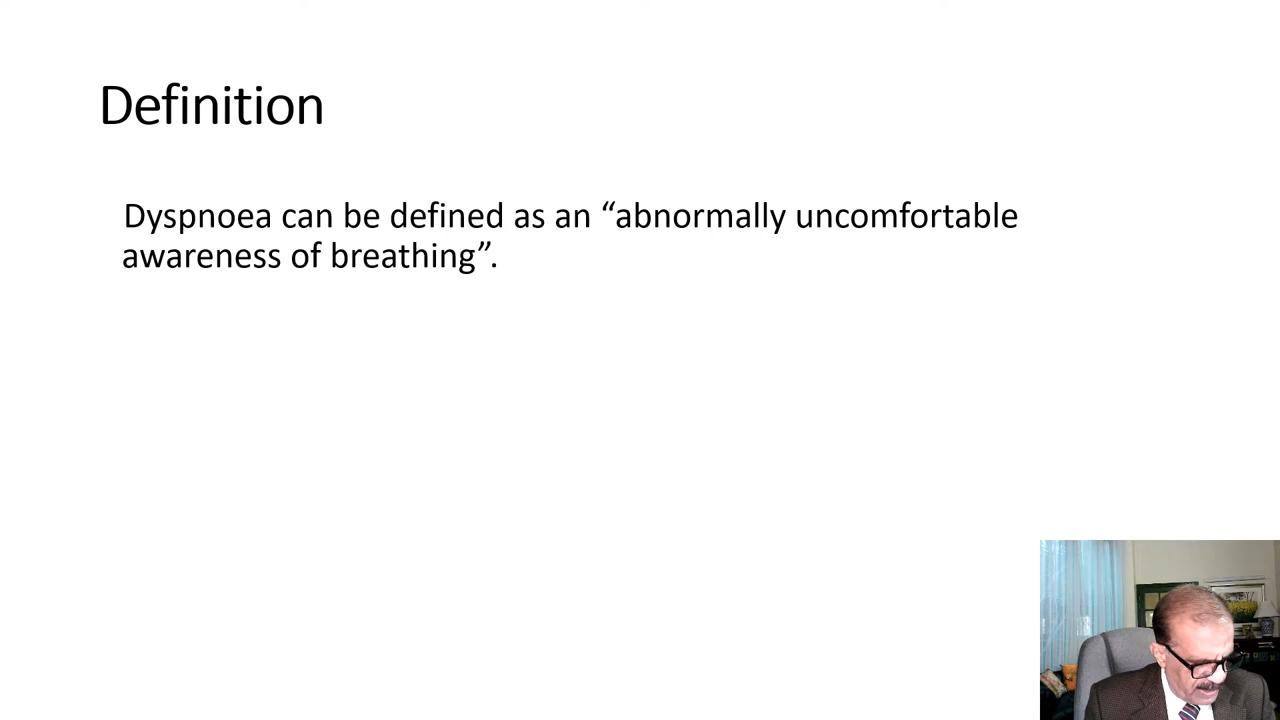 Definition
Dyspnoea can be defined as an “abnormally uncomfortable
awareness of breathing”.